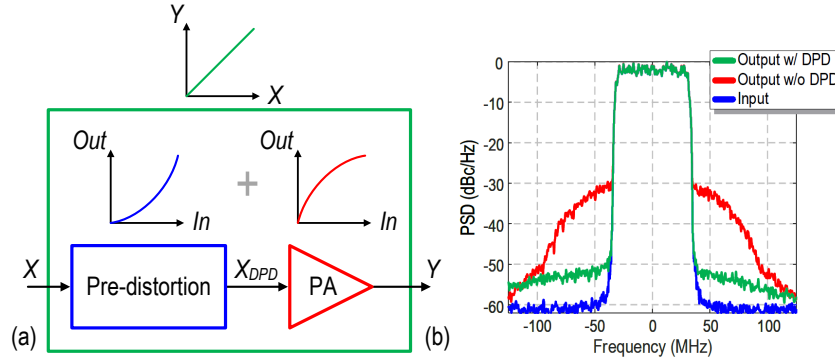 Y
X
Out
In
+
Out
In
X
Pre-distortion
X_DPD
PA
Y
(a)
(b)
Output w/ DPD
Output w/o DPD
Input
PSD (dBc/Hz)
0
-10
-20
-30
-40
-50
-60
-100 -50 0 50 100
Frequency (MHz)